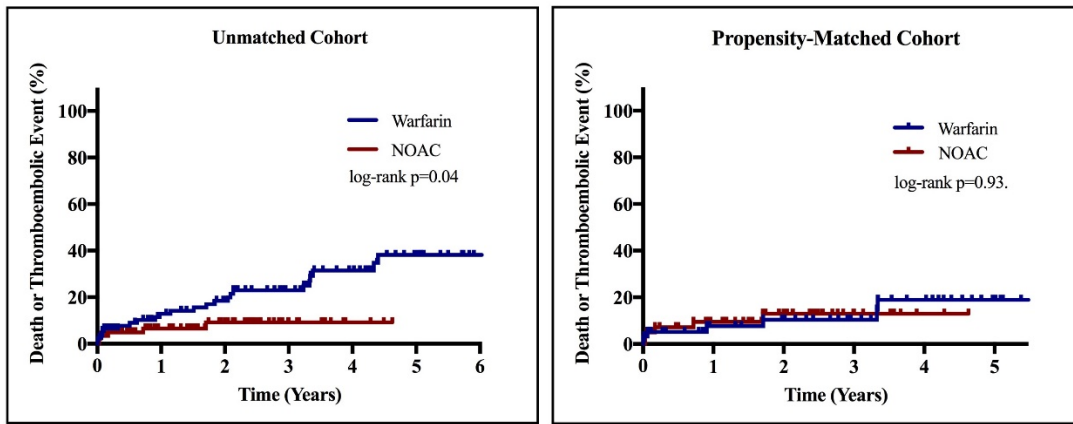 Unmatched Cohort
Death or Thromboembolic Event (%)
100
80
60
40
20
0
Warfarin
NOAC
log-rank p=0.04
0 1 2 3 4 5 6
Time (Years)
Propensity-Matched Cohort
Death or Thromboembolic Event (%)
100
80
60
40
20
0
Warfarin
NOAC
log-rank p=0.93.
0 1 2 3 4 5
Time (Years)